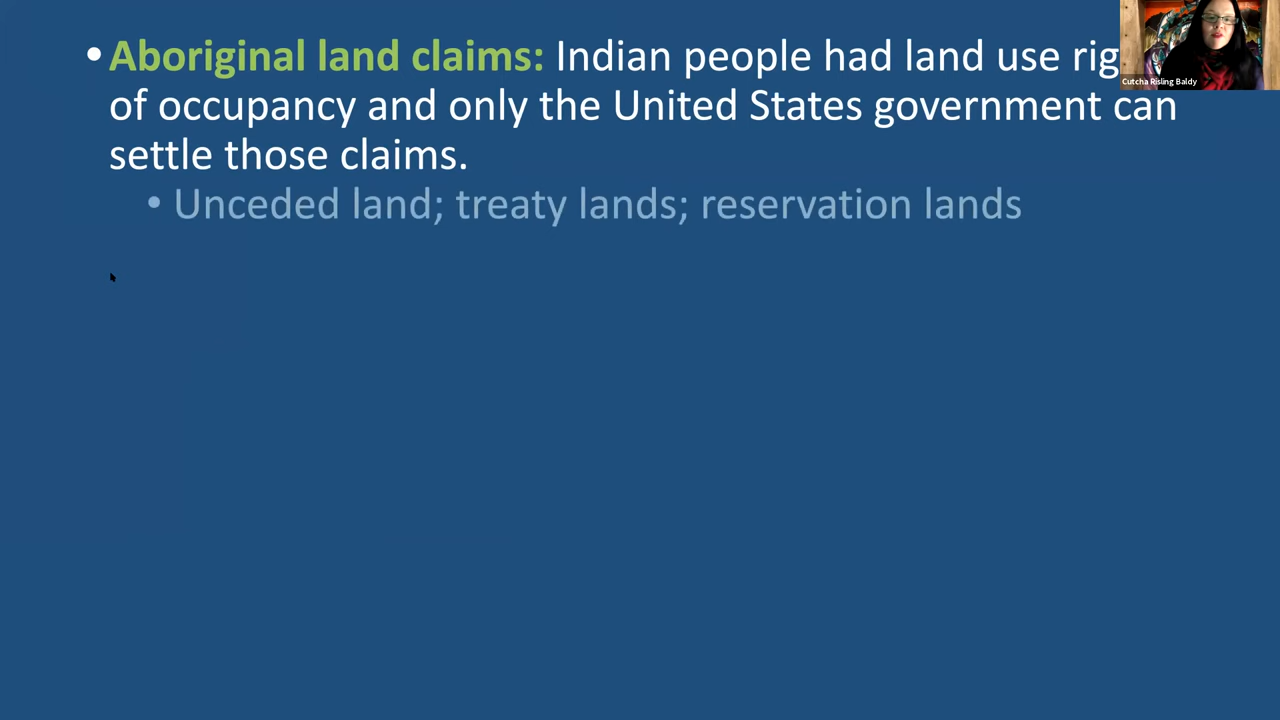 •Aboriginal land claims: Indian people had land use
of occupancy and only the United States government can
settle those claims.
• Unceded land; treaty lands; reservation lands
Cutcha Risling Baldy